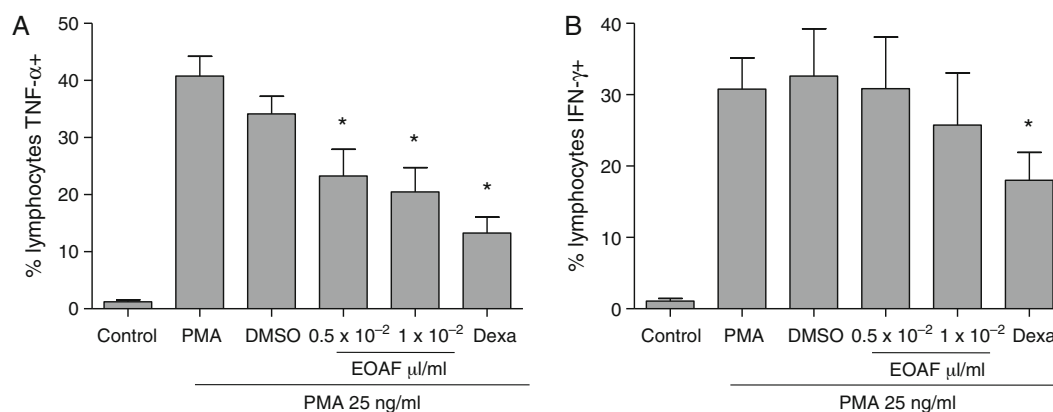 A
% lymphocytes TNF-α+
50
40
30
20
10
0
*
*
*
Control PMA DMSO 0.5 x 10⁻² 1 x 10⁻² Dexa
EOAF μl/ml
PMA 25 ng/ml
B
% lymphocytes IFN-γ+
40
30
20
10
0
*
Control PMA DMSO 0.5 x 10⁻² 1 x 10⁻² Dexa
EOAF μl/ml
PMA 25 ng/ml